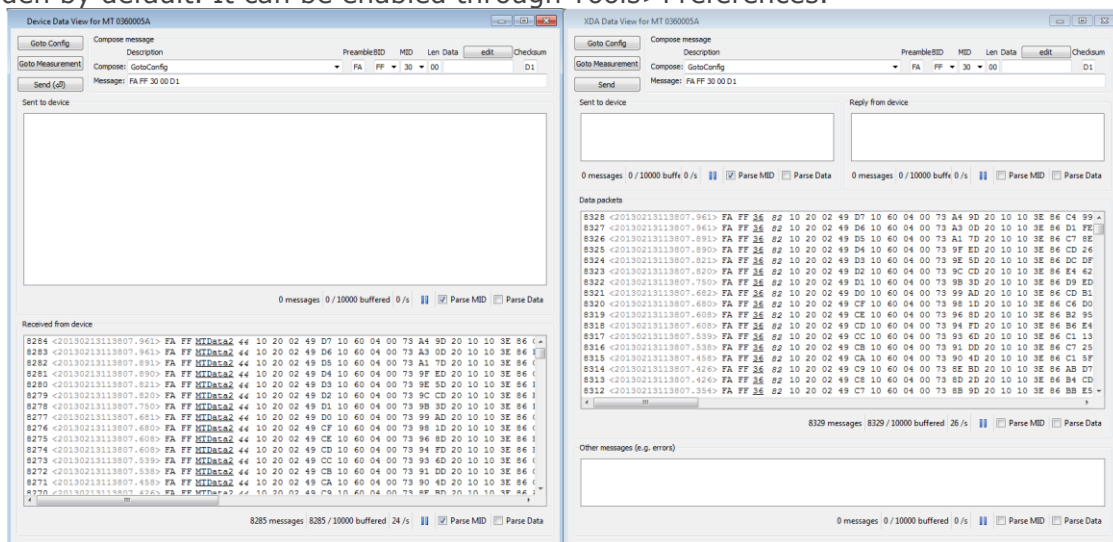 den by default. It can be enabled through Tools>Preferences.
Device Data View for MT 0360005A
Goto Config
Compose message
Description Preamble BID MID Len Data edit Checksum
Goto Measurement Compose: GotoConfig FA FF 30 00 D1
Send (⏎) Message: FA FF 30 00 D1
Sent to device
0 messages 0 / 10000 buffered 0 /s Parse MID Parse Data
Received from device
8284 <20130213113807.961> FA FF MTData2 44 10 20 02 49 D7 10 60 04 00 73 A4 9D 20 10 10 3E 86
8283 <20130213113807.961> FA FF MTData2 44 10 20 02 49 D6 10 60 04 00 73 A3 0D 20 10 10 3E 86
8282 <20130213113807.891> FA FF MTData2 44 10 20 02 49 D5 10 60 04 00 73 A1 7D 20 10 10 3E 86
8281 <20130213113807.890> FA FF MTData2 44 10 20 02 49 D4 10 60 04 00 73 9F ED 20 10 10 3E 86
8280 <20130213113807.821> FA FF MTData2 44 10 20 02 49 D3 10 60 04 00 73 9E 5D 20 10 10 3E 86
8279 <20130213113807.820> FA FF MTData2 44 10 20 02 49 D2 10 60 04 00 73 9C CD 20 10 10 3E 86
8278 <20130213113807.750> FA FF MTData2 44 10 20 02 49 D1 10 60 04 00 73 9B 3D 20 10 10 3E 86
8277 <20130213113807.681> FA FF MTData2 44 10 20 02 49 D0 10 60 04 00 73 99 AD 20 10 10 3E 86
8276 <20130213113807.680> FA FF MTData2 44 10 20 02 49 CF 10 60 04 00 73 98 1D 20 10 10 3E 86
8275 <20130213113807.608> FA FF MTData2 44 10 20 02 49 CE 10 60 04 00 73 96 8D 20 10 10 3E 86
8274 <20130213113807.608> FA FF MTData2 44 10 20 02 49 CD 10 60 04 00 73 94 FD 20 10 10 3E 86
8273 <20130213113807.539> FA FF MTData2 44 10 20 02 49 CC 10 60 04 00 73 93 6D 20 10 10 3E 86
8272 <20130213113807.538> FA FF MTData2 44 10 20 02 49 CB 10 60 04 00 73 91 DD 20 10 10 3E 86
8271 <20130213113807.458> FA FF MTData2 44 10 20 02 49 CA 10 60 04 00 73 90 4D 20 10 10 3E 86
8270 <20130213113807.426> FA FF MTData2 44 10 20 02 49 C9 10 60 04 00 73 8E BD 20 10 10 3E 86
8285 messages 8285 / 10000 buffered 24 /s Parse MID Parse Data
XDA Data View for MT 0360005A
Goto Config
Compose message
Description Preamble BID MID Len Data edit Checksum
Goto Measurement Compose: GotoConfig FA FF 30 00 D1
Send Message: FA FF 30 00 D1
Sent to device Reply from device
0 messages 0 / 10000 buffe 0 /s Parse MID Parse Data 0 messages 0 / 10000 buffe 0 /s Parse MID Parse Data
Data packets
8328 <20130213113807.961> FA FF 36 82 10 20 02 49 D7 10 60 04 00 73 A4 9D 20 10 10 3E 86 C4 99
8327 <20130213113807.961> FA FF 36 82 10 20 02 49 D6 10 60 04 00 73 A3 0D 20 10 10 3E 86 D1 FE
8326 <20130213113807.891> FA FF 36 82 10 20 02 49 D5 10 60 04 00 73 A1 7D 20 10 10 3E 86 C7 8E
8325 <20130213113807.890> FA FF 36 82 10 20 02 49 D4 10 60 04 00 73 9F ED 20 10 10 3E 86 CD 26
8324 <20130213113807.821> FA FF 36 82 10 20 02 49 D3 10 60 04 00 73 9E 5D 20 10 10 3E 86 DC DF
8323 <20130213113807.820> FA FF 36 82 10 20 02 49 D2 10 60 04 00 73 9C CD 20 10 10 3E 86 E4 62
8322 <20130213113807.750> FA FF 36 82 10 20 02 49 D1 10 60 04 00 73 9B 3D 20 10 10 3E 86 D9 ED
8321 <20130213113807.682> FA FF 36 82 10 20 02 49 D0 10 60 04 00 73 99 AD 20 10 10 3E 86 CD B1
8320 <20130213113807.680> FA FF 36 82 10 20 02 49 CF 10 60 04 00 73 98 1D 20 10 10 3E 86 C6 D0
8319 <20130213113807.608> FA FF 36 82 10 20 02 49 CE 10 60 04 00 73 96 8D 20 10 10 3E 86 B2 95
8318 <20130213113807.608> FA FF 36 82 10 20 02 49 CD 10 60 04 00 73 94 FD 20 10 10 3E 86 B6 E4
8317 <20130213113807.539> FA FF 36 82 10 20 02 49 CC 10 60 04 00 73 93 6D 20 10 10 3E 86 C1 13
8316 <20130213113807.538> FA FF 36 82 10 20 02 49 CB 10 60 04 00 73 91 DD 20 10 10 3E 86 C7 25
8315 <20130213113807.458> FA FF 36 82 10 20 02 49 CA 10 60 04 00 73 90 4D 20 10 10 3E 86 C1 5F
8314 <20130213113807.426> FA FF 36 82 10 20 02 49 C9 10 60 04 00 73 8E BD 20 10 10 3E 86 AB D7
8313 <20130213113807.426> FA FF 36 82 10 20 02 49 C8 10 60 04 00 73 8D 2D 20 10 10 3E 86 B4 CD
8312 <20130213113807.354> FA FF 36 82 10 20 02 49 C7 10 60 04 00 73 8B 9D 20 10 10 3E 86 BB E5
8329 messages 8329 / 10000 buffered 26 /s Parse MID Parse Data
Other messages (e.g. errors)
0 messages 0 / 10000 buffered 0 /s Parse MID Parse Data